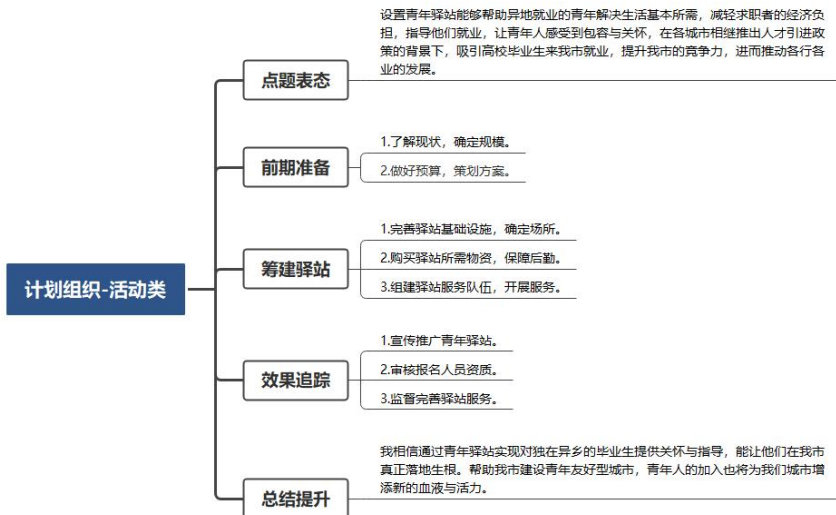 设置青年驿站能够帮助异地就业的青年解决生活基本所需，减轻求职者的经济负
担，指导他们就业，让青年人感受到包容与关怀，在各城市相继推出人才引进政
策的背景下，吸引高校毕业生来我市就业，提升我市的竞争力，进而推动各行各
业的发展。
点题表态
1.了解现状，确定规模。
前期准备
2.做好预算，策划方案。
1.完善驿站基础设施，确定场所。
筹建驿站
2.购买驿站所需物资，保障后勤。
3.组建驿站服务队伍，开展服务。
计划组织-活动类
1.宣传推广青年驿站。
效果追踪
2.审核报名人员资质。
3.监督完善驿站服务。
我相信通过青年驿站实现对独在异乡的毕业生提供关怀与指导，能让他们在我市
真正落地生根。帮助我市建设青年友好型城市，青年人的加入也将为我们城市增
添新的血液与活力。
总结提升